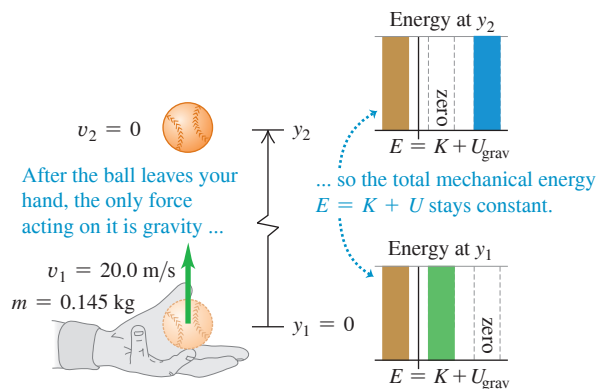 Energy at y₂
zero
E = K + U_grav
v₂ = 0
y₂
After the ball leaves your
hand, the only force
acting on it is gravity ...
... so the total mechanical energy
E = K + U stays constant.
v₁ = 20.0 m/s
m = 0.145 kg
y₁ = 0
Energy at y₁
zero
E = K + U_grav